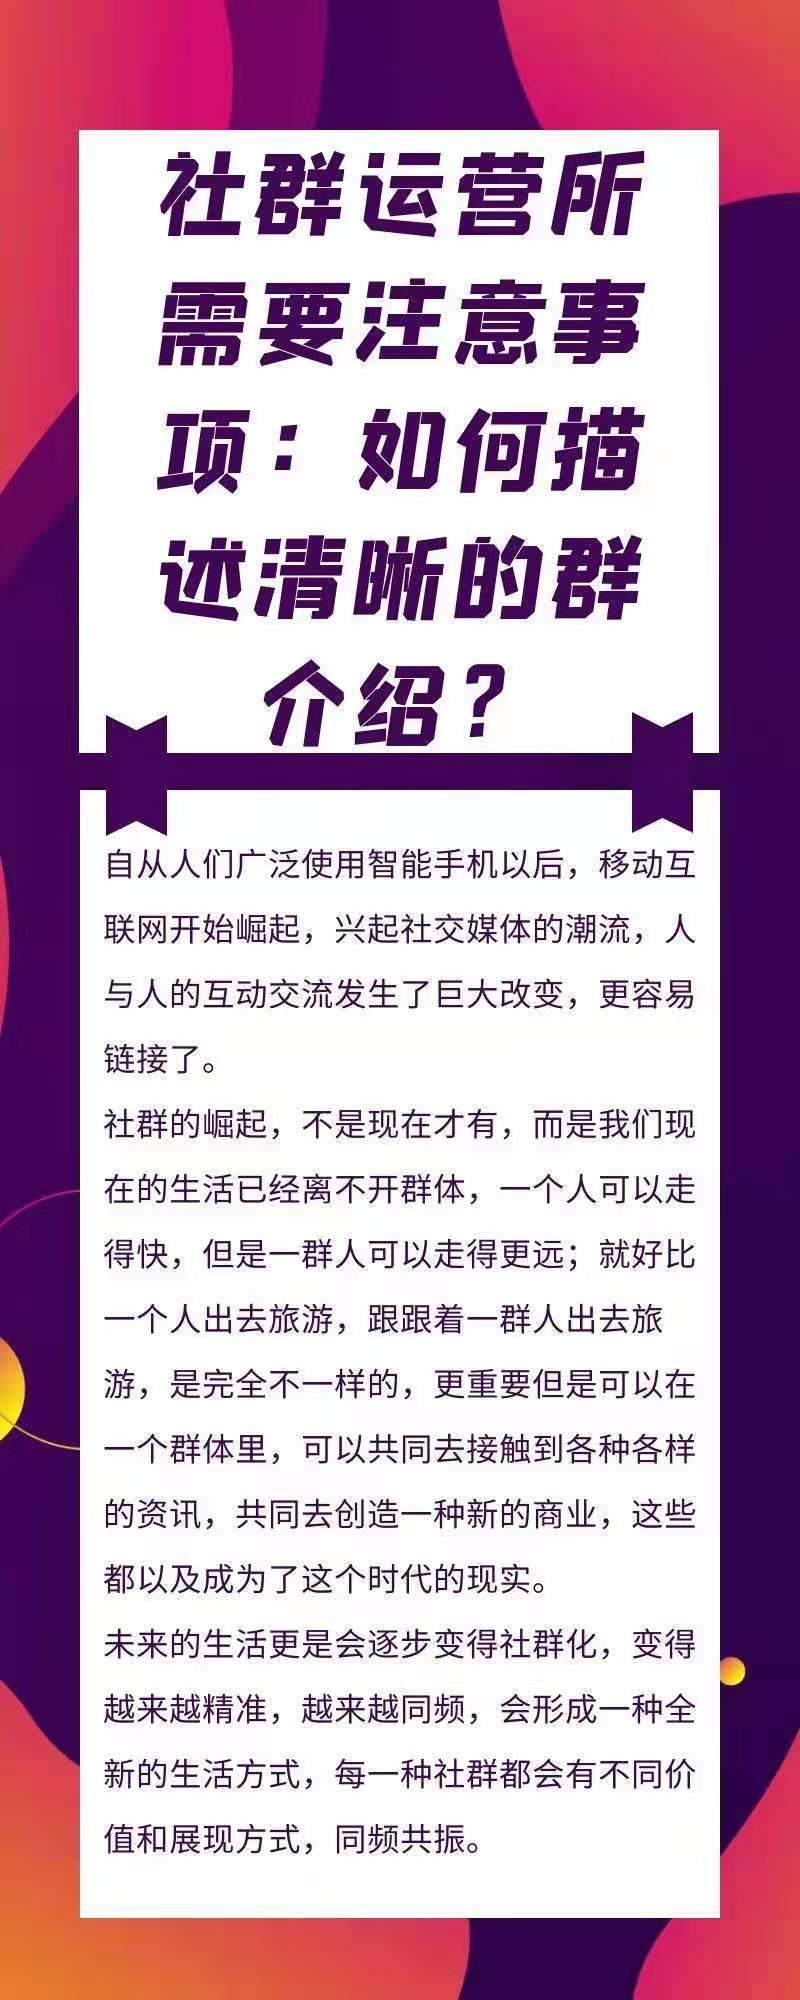 社群运营所
需要注意事
项：如何描
述清晰的群
介绍？
自从人们广泛使用智能手机以后，移动互
联网开始崛起，兴起社交媒体的潮流，人
与人的互动交流发生了巨大改变，更容易
链接了。
社群的崛起，不是现在才有，而是我们现
在的生活已经离不开群体，一个人可以走
得快，但是一群人可以走得更远；就好比
一个人出去旅游，跟跟着一群人出去旅
游，是完全不一样的，更重要但是可以在
一个群体里，可以共同去接触到各种各样
的资讯，共同去创造一种新的商业，这些
都以及成为了这个时代的现实。
未来的生活更是会逐步变得社群化，变得
越来越精准，越来越同频，会形成一种全
新的生活方式，每一种社群都会有不同价
值和展现方式，同频共振。